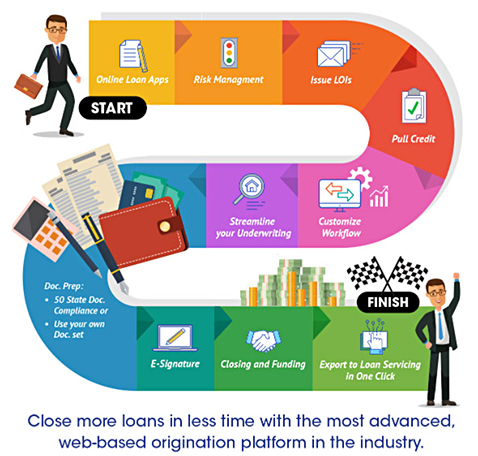 Online Loan Apps
Risk Managment
Issue LOIs
START
Pull Credit
Customize
Workflow
Streamline
your Underwriting
Doc. Prep:
• 50 State Doc.
Compliance or
• Use your own
Doc. set
E-Signature
Closing and Funding
Export to Loan Servicing
in One Click
FINISH
Close more loans in less time with the most advanced,
web-based origination platform in the industry.